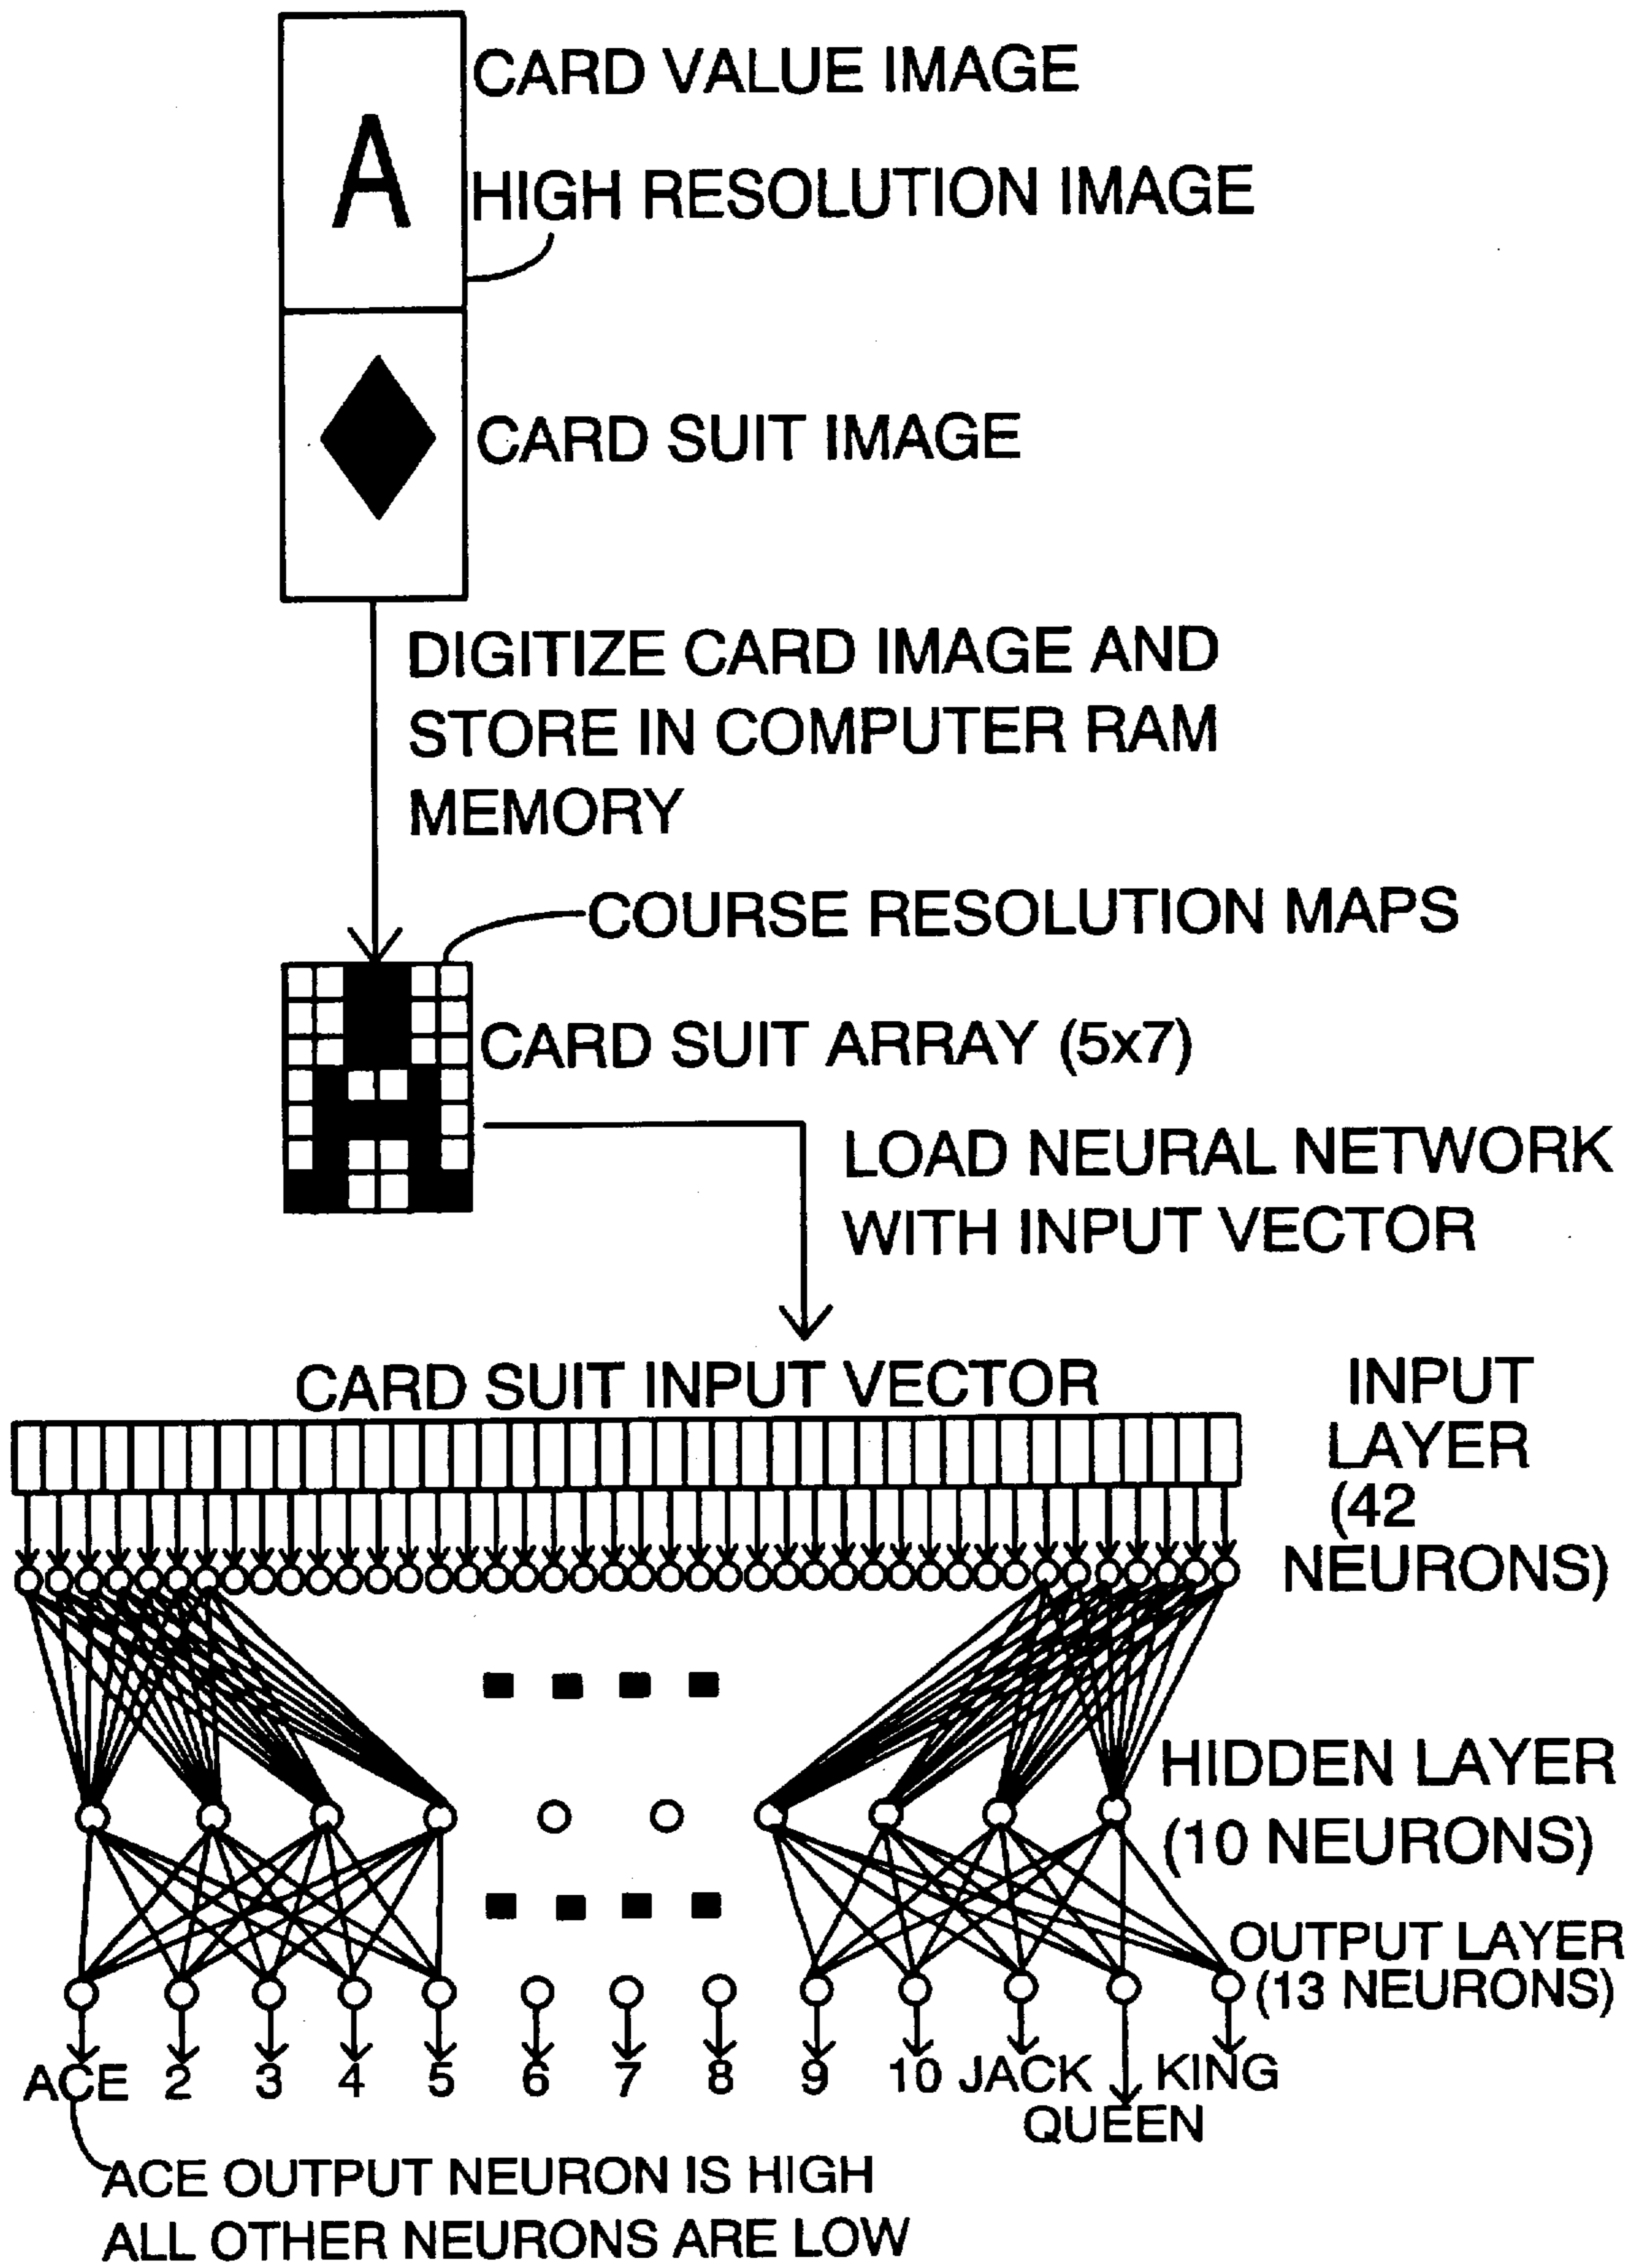 CARD VALUE IMAGE
A
HIGH RESOLUTION IMAGE
CARD SUIT IMAGE
DIGITIZE CARD IMAGE AND
STORE IN COMPUTER RAM
MEMORY
COURSE RESOLUTION MAPS
CARD SUIT ARRAY (5x7)
LOAD NEURAL NETWORK
WITH INPUT VECTOR
CARD SUIT INPUT VECTOR
INPUT
LAYER
(42
NEURONS)
HIDDEN LAYER
(10 NEURONS)
OUTPUT LAYER
(13 NEURONS)
ACE 2 3 4 5 6 7 8 9 10 JACK KING
QUEEN
ACE OUTPUT NEURON IS HIGH
ALL OTHER NEURONS ARE LOW